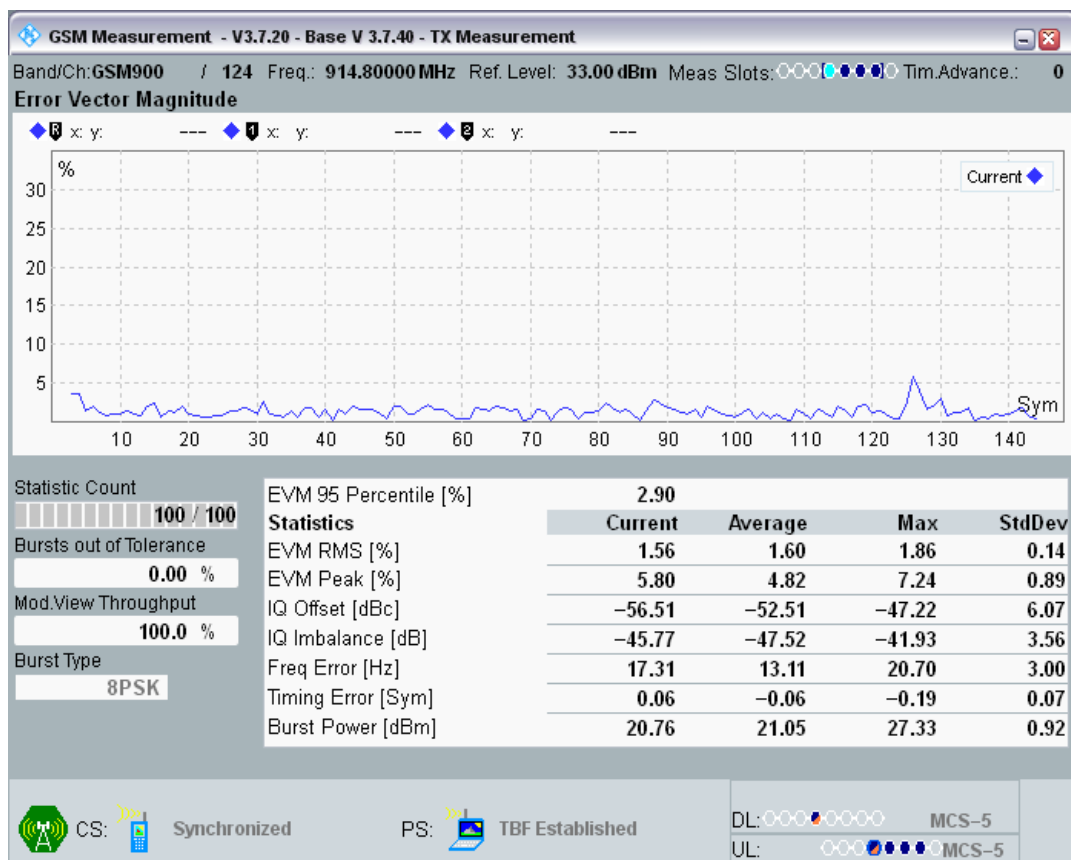 GSM Measurement - V3.7.20 - Base V 3.7.40 - TX Measurement
Band/Ch:GSM900 / 124 Freq.: 914.80000 MHz Ref. Level: 33.00 dBm Meas Slots: Tim.Advance.: 0
Error Vector Magnitude
R x: y: --- 1 x: y: --- 2 x: y: ---
%
Current
30
25
20
15
10
5
Sym
10 20 30 40 50 60 70 80 90 100 110 120 130 140
Statistic Count
100 / 100
Bursts out of Tolerance
0.00 %
Mod.View Throughput
100.0 %
Burst Type
8PSK
EVM 95 Percentile [%] 2.90
Statistics Current Average Max StdDev
EVM RMS [%] 1.56 1.60 1.86 0.14
EVM Peak [%] 5.80 4.82 7.24 0.89
IQ Offset [dBc] −56.51 −52.51 −47.22 6.07
IQ Imbalance [dB] −45.77 −47.52 −41.93 3.56
Freq Error [Hz] 17.31 13.11 20.70 3.00
Timing Error [Sym] 0.06 −0.06 −0.19 0.07
Burst Power [dBm] 20.76 21.05 27.33 0.92
CS: Synchronized PS: TBF Established
DL: MCS−5
UL: MCS−5